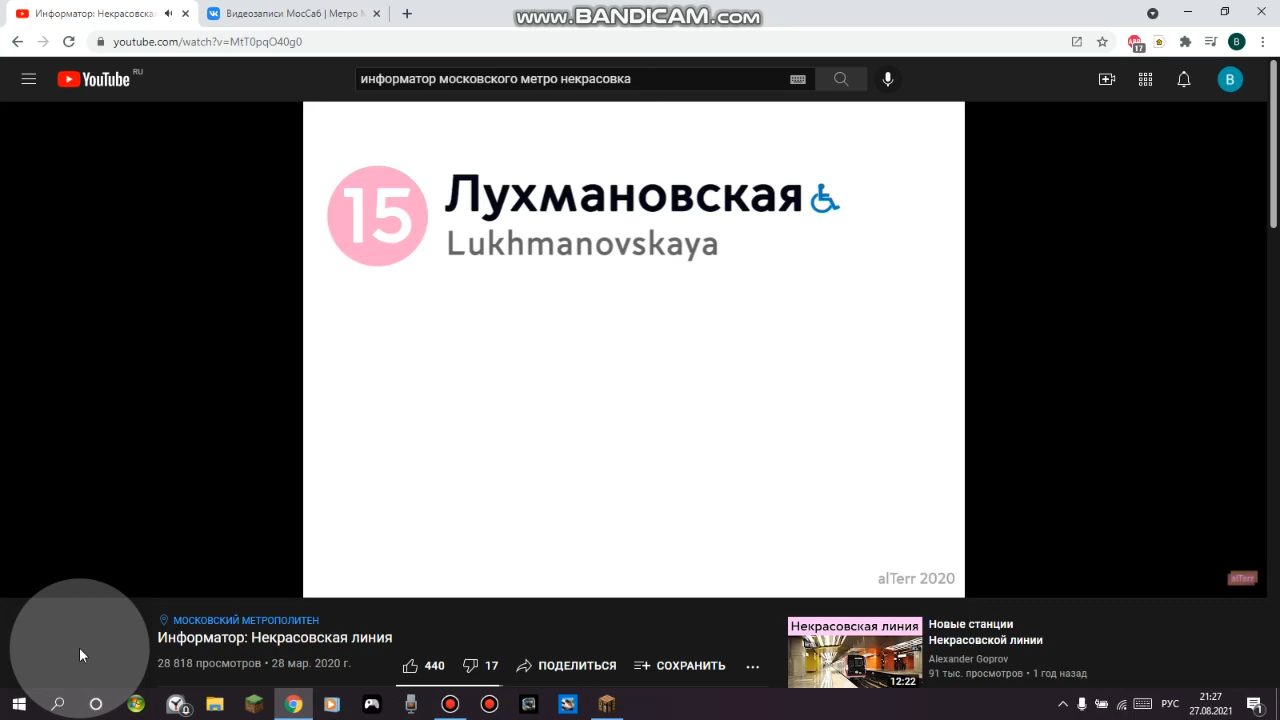 Информатор: Некрасовская
Видеозаписи МосСаб | Метро М
www.BANDICAM.com
youtube.com/watch?v=MtT0pqO40g0
17
B
YouTube RU
информатор московского метро некрасовка
B
15 Лухмановская
Lukhmanovskaya
alTerr 2020
alTerr
МОСКОВСКИЙ МЕТРОПОЛИТЕН
Информатор: Некрасовская линия
28 818 просмотров • 28 мар. 2020 г.
440
17
ПОДЕЛИТЬСЯ
СОХРАНИТЬ
Некрасовская линия
12:22
Новые станции
Некрасовской линии
Alexander Goprov
91 тыс. просмотров • 1 год назад
РУС
21:27
27.08.2021
1